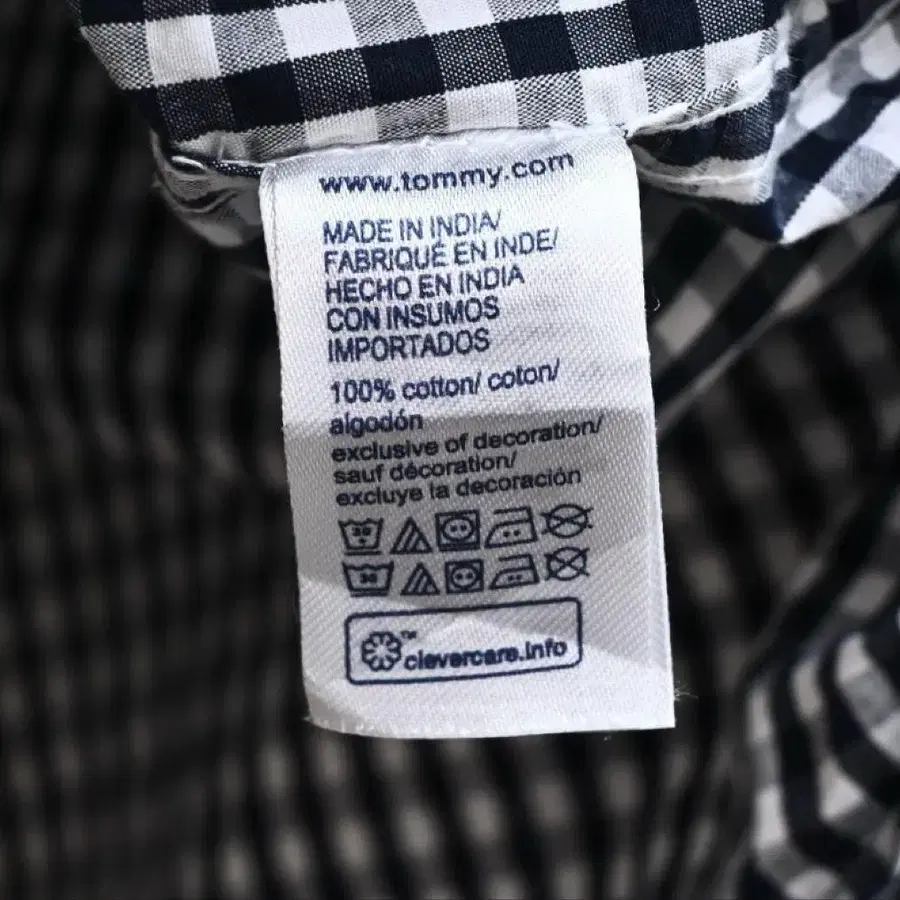 www.tommy.com
MADE IN INDIA/
FABRIQUÉ EN INDE/
HECHO EN INDIA
CON INSUMOS
IMPORTADOS
100% cotton/ coton/
algodón
exclusive of decoration/
sauf décoration/
excluye la decoración
30
30
™
clevercare.info